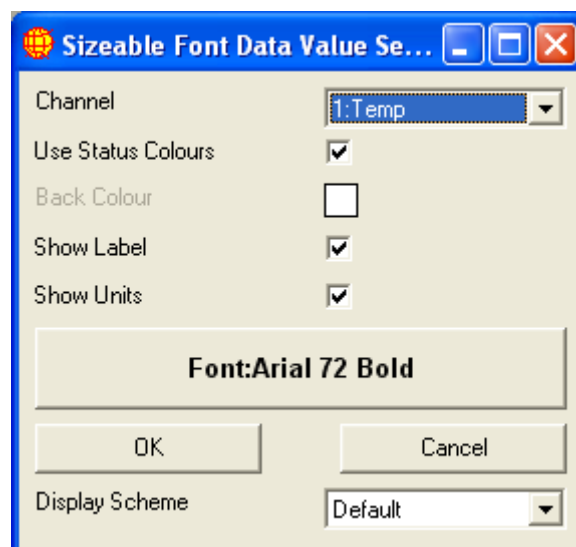 Sizeable Font Data Value Se...
Channel 1:Temp
Use Status Colours
Back Colour
Show Label
Show Units
Font:Arial 72 Bold
OK Cancel
Display Scheme Default